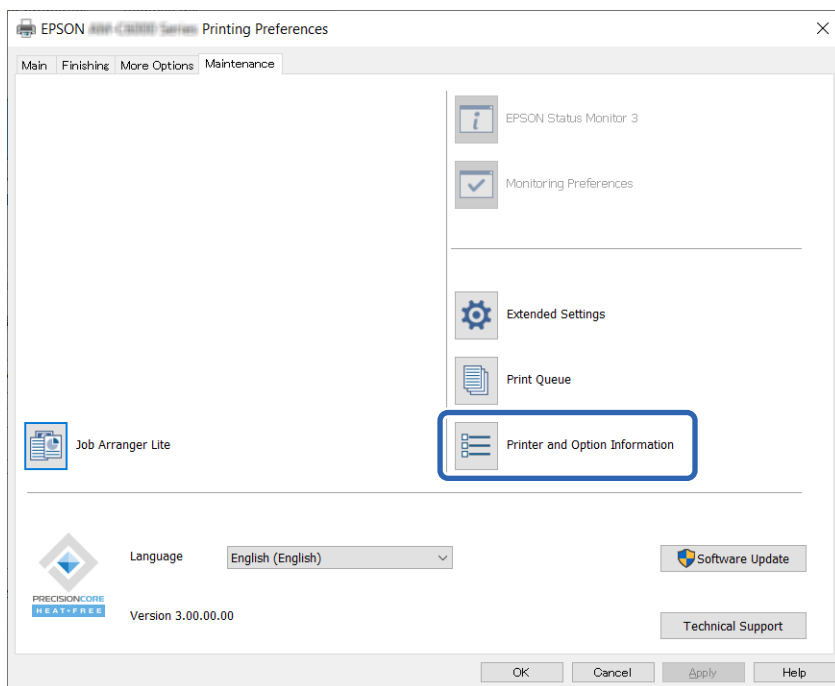 EPSON Printing Preferences
Main Finishing More Options Maintenance
EPSON Status Monitor 3
Monitoring Preferences
Extended Settings
Print Queue
Job Arranger Lite
Printer and Option Information
Language
English (English)
Software Update
PRECISIONCORE
HEAT•FREE
Version 3.00.00.00
Technical Support
OK Cancel Apply Help